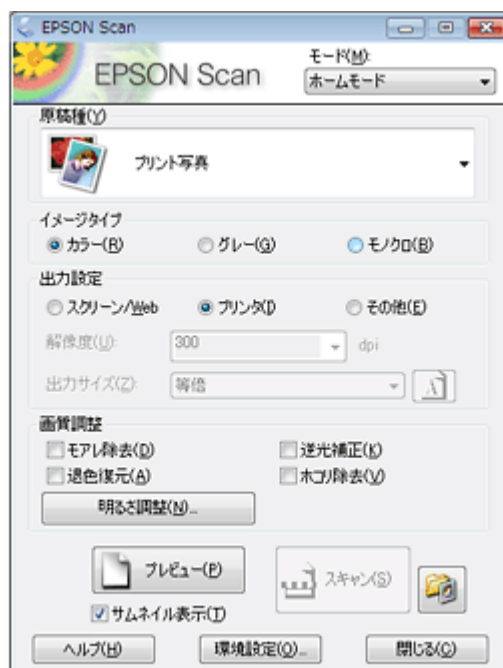 EPSON Scan
EPSON Scan
モード(M):
ホームモード
原稿種(Y)
プリント写真
イメージタイプ
カラー(R) グレー(G) モノクロ(B)
出力設定
スクリーン/Web プリンタ(I) その他(E)
解像度(U): 300 dpi
出力サイズ(Z): 等倍
画質調整
モアレ除去(D) 逆光補正(K)
退色復元(A) ホコリ除去(V)
明るさ調整(N)...
プレビュー(P) スキャン(S)
サムネイル表示(T)
ヘルプ(H) 環境設定(O)... 閉じる(C)